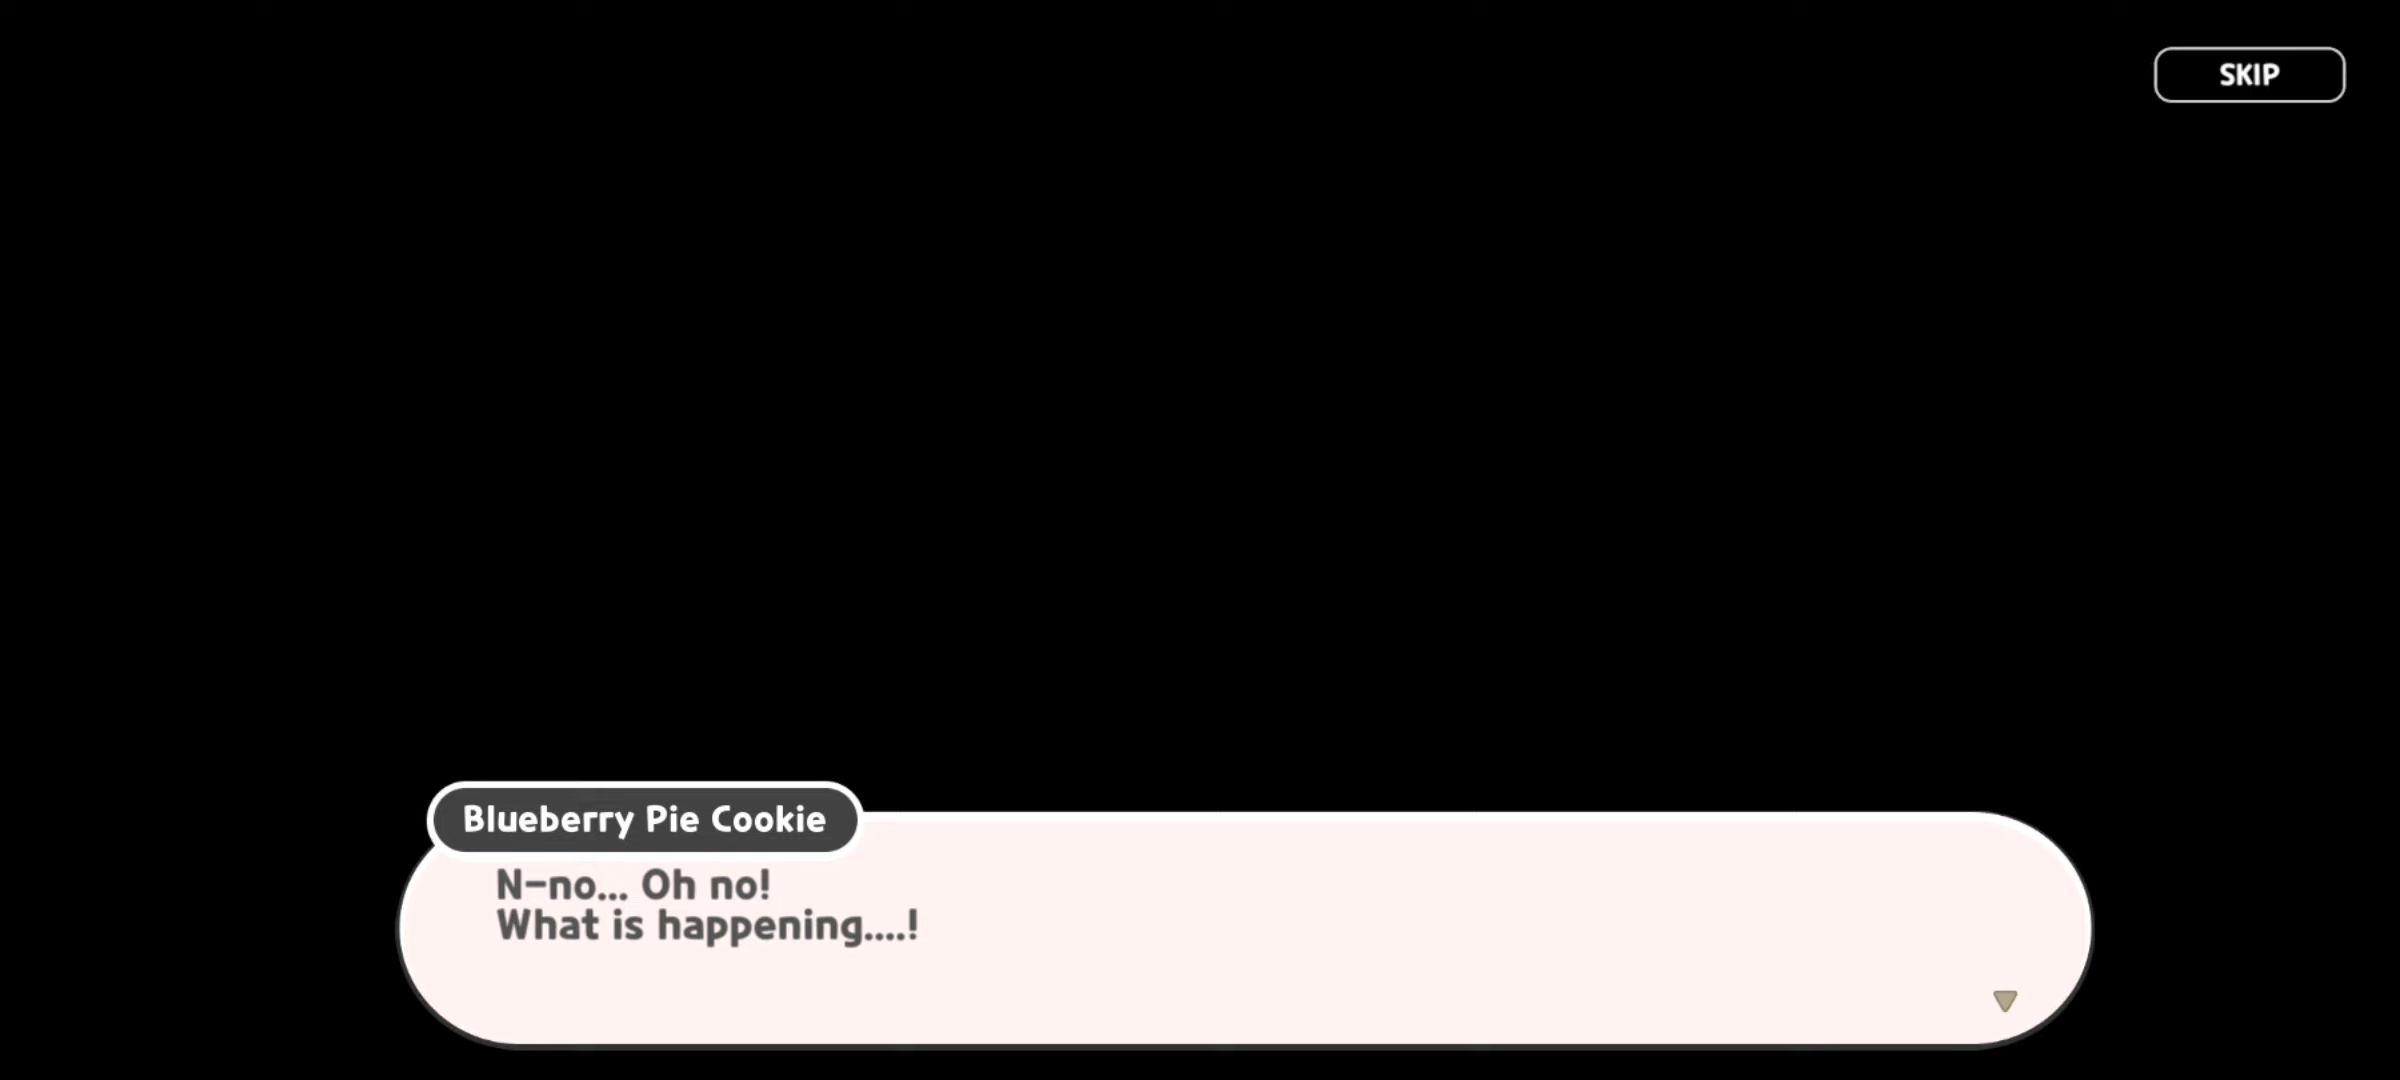 SKIP
Blueberry Pie Cookie
N-no... Oh no!
What is happening....!